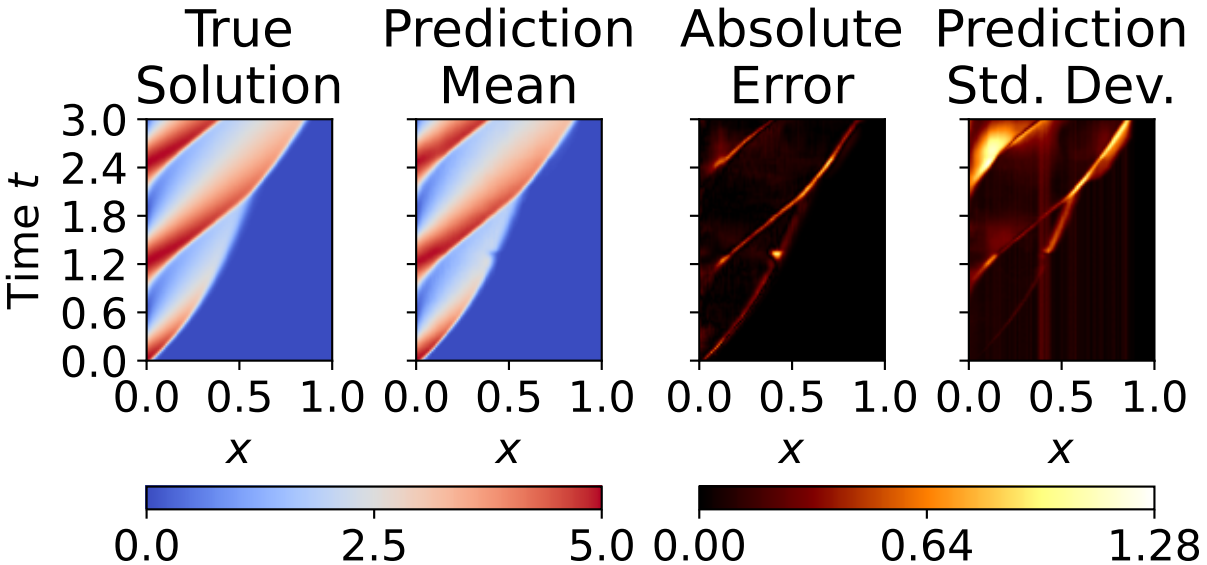 True Solution
Prediction Mean
Absolute Error
Prediction Std. Dev.
Time t
3.0
2.4
1.8
1.2
0.6
0.0
0.0 0.5 1.0
0.0 0.5 1.0
0.0 0.5 1.0
0.0 0.5 1.0
x
x
x
x
0.0 2.5 5.0
0.00 0.64 1.28